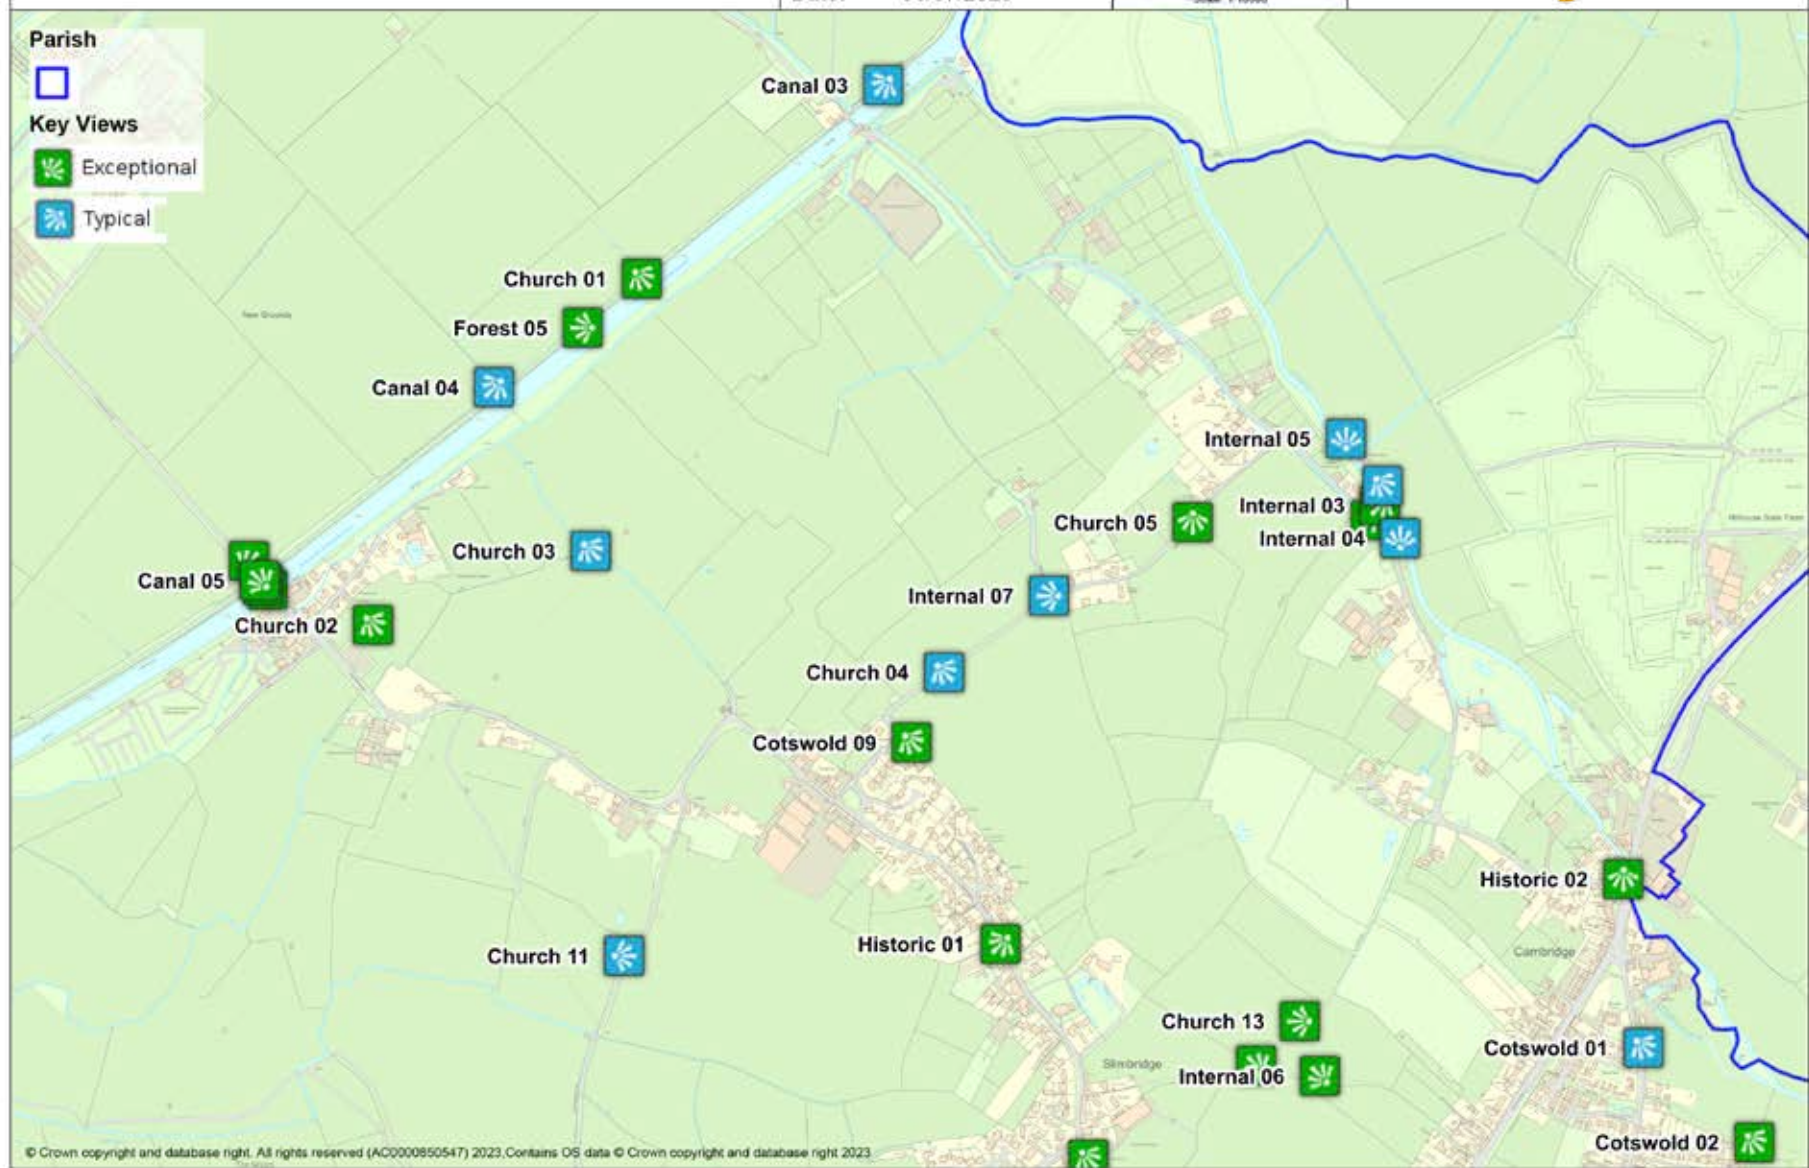 Parish
Key Views
Exceptional
Typical
Canal 03
Church 01
Forest 05
New Grounds
Canal 04
Internal 05
Internal 03
Church 05
Internal 04
Church 03
Canal 05
Internal 07
Church 02
Church 04
Cotswold 09
Historic 02
Historic 01
Cambridge
Church 11
Church 13
Cotswold 01
Slimbridge
Internal 06
Cotswold 02
© Crown copyright and database right. All rights reserved (AC0000850547) 2023.Contains OS data © Crown copyright and database right 2023